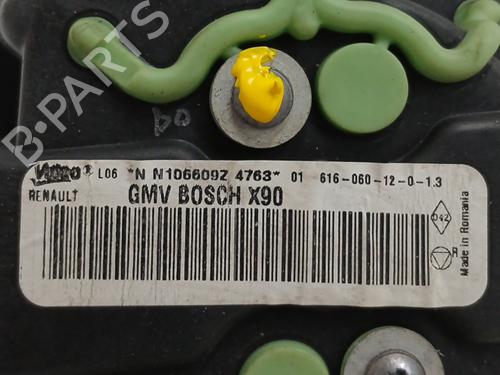 B-PARTS
Valeo® L06 *N N106609Z 4763* 01 616-060-12-0-1.3
RENAULT GMV BOSCH X90
D42
R
Made in Romania